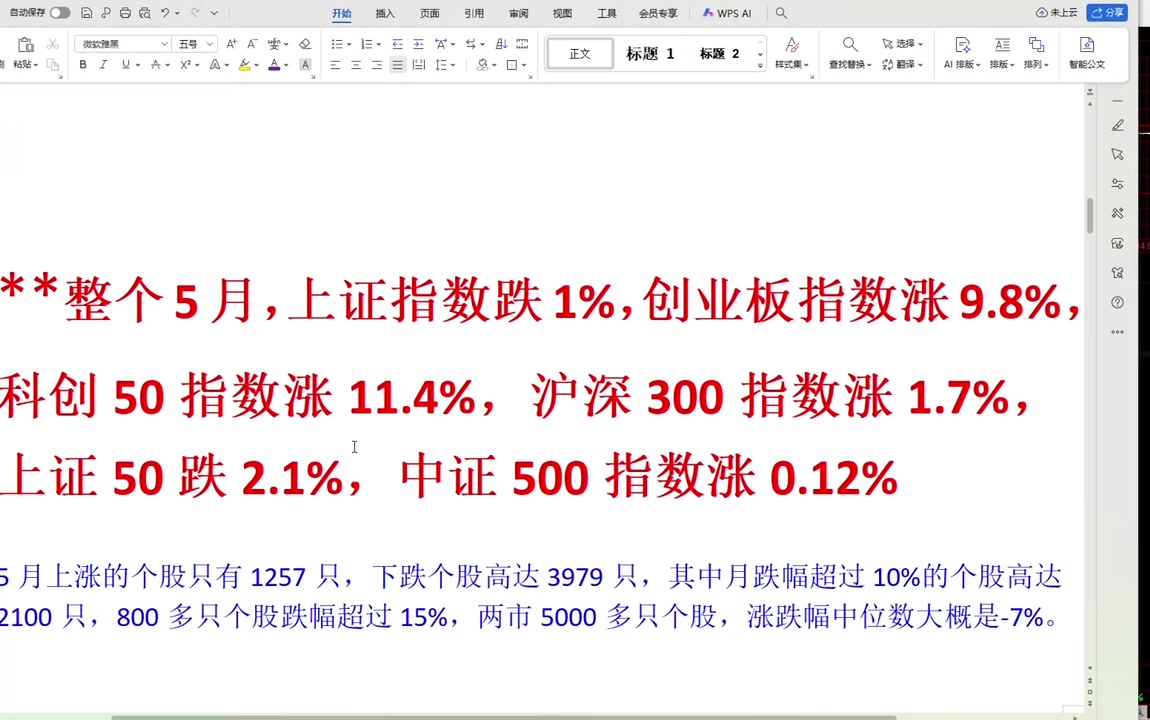 自动保存
开始 插入 页面 引用 审阅 视图 工具 会员专享 WPS AI
未上云 分享
粘贴 微软雅黑 五号
B I U A X² A A A
正文 标题 1 标题 2
样式集 查找替换 选择 翻译 AI 排版 排版 排列 智能公文
**整个 5 月，上证指数跌 1%，创业板指数涨 9.8%，
科创 50 指数涨 11.4%，沪深 300 指数涨 1.7%，
上证 50 跌 2.1%，中证 500 指数涨 0.12%
5 月上涨的个股只有 1257 只，下跌个股高达 3979 只，其中月跌幅超过 10%的个股高达
2100 只，800 多只个股跌幅超过 15%，两市 5000 多只个股，涨跌幅中位数大概是-7%。